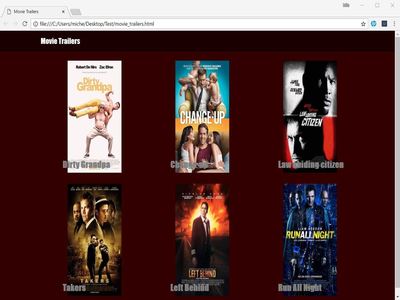 Movie Trailers
file:///C:/Users/miche/Desktop/Test/movie_trailers.html
Movie Trailers
Robert De Niro Zac Efron
Dirty
Grandpa
CHANGE-UP
LAW ABIDING
CITIZEN
Dirty Grandpa
Change-up
Law abiding citizen
TAKERS
LEFT BEHIND
LIAM NEESON
RUN ALL NIGHT
Takers
Left Behind
Run All Night